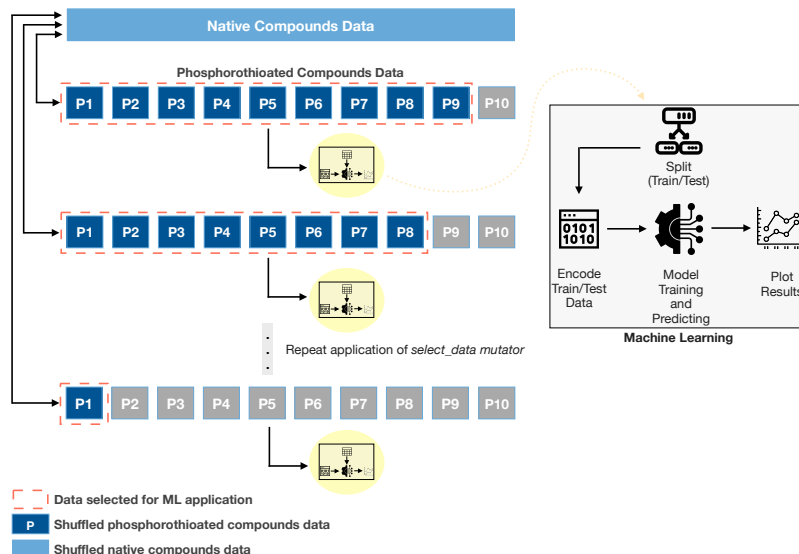 Native Compounds Data
Phosphorothioated Compounds Data
P1 P2 P3 P4 P5 P6 P7 P8 P9 P10
P1 P2 P3 P4 P5 P6 P7 P8 P9 P10
Repeat application of select_data mutator
P1 P2 P3 P4 P5 P6 P7 P8 P9 P10
Split
(Train/Test)
0101
1010
Encode
Train/Test
Data
Model
Training
and
Predicting
Plot
Results
Machine Learning
Data selected for ML application
P Shuffled phosphorothioated compounds data
Shuffled native compounds data